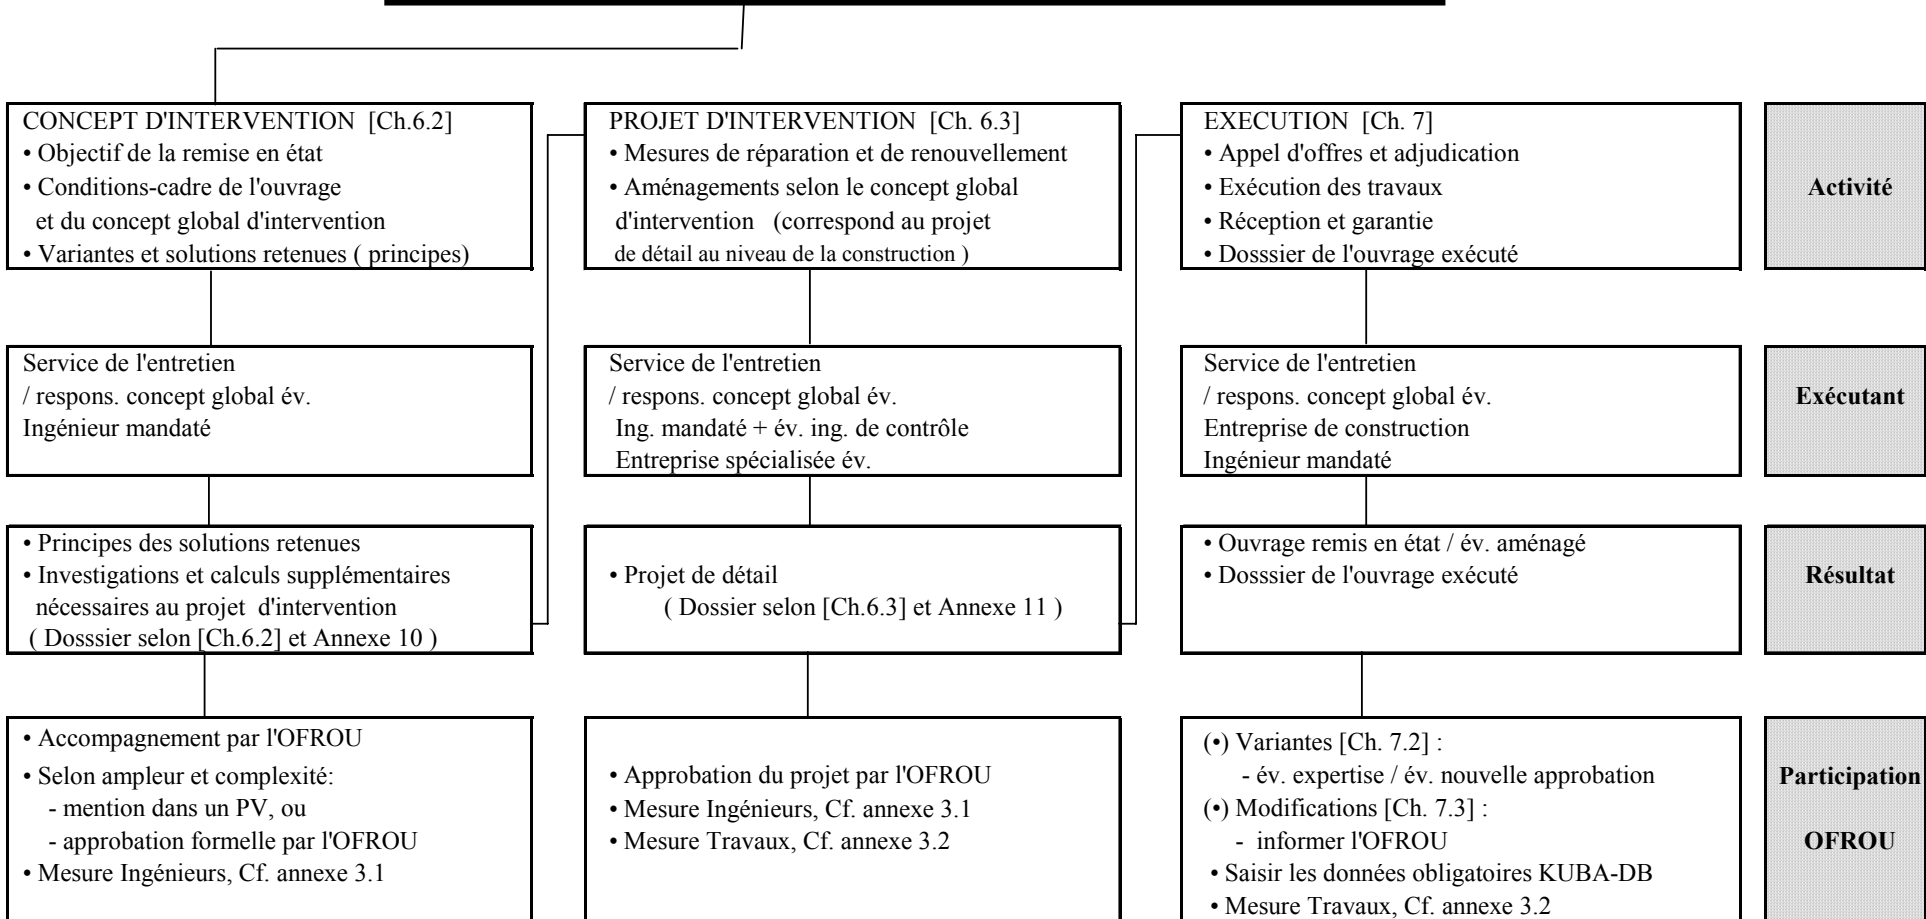 CONCEPT D'INTERVENTION [Ch.6.2]
• Objectif de la remise en état
• Conditions-cadre de l'ouvrage
et du concept global d'intervention
• Variantes et solutions retenues ( principes)
PROJET D'INTERVENTION [Ch. 6.3]
• Mesures de réparation et de renouvellement
• Aménagements selon le concept global
d'intervention (correspond au projet
de détail au niveau de la construction )
EXECUTION [Ch. 7]
• Appel d'offres et adjudication
• Exécution des travaux
• Réception et garantie
• Dosssier de l'ouvrage exécuté
Activité
Service de l'entretien
/ respons. concept global év.
Ingénieur mandaté
Service de l'entretien
/ respons. concept global év.
Ing. mandaté + év. ing. de contrôle
Entreprise spécialisée év.
Service de l'entretien
/ respons. concept global év.
Entreprise de construction
Ingénieur mandaté
Exécutant
• Principes des solutions retenues
• Investigations et calculs supplémentaires
nécessaires au projet d'intervention
( Dosssier selon [Ch.6.2] et Annexe 10 )
• Projet de détail
( Dossier selon [Ch.6.3] et Annexe 11 )
• Ouvrage remis en état / év. aménagé
• Dosssier de l'ouvrage exécuté
Résultat
• Accompagnement par l'OFROU
• Selon ampleur et complexité:
- mention dans un PV, ou
- approbation formelle par l'OFROU
• Mesure Ingénieurs, Cf. annexe 3.1
• Approbation du projet par l'OFROU
• Mesure Ingénieurs, Cf. annexe 3.1
• Mesure Travaux, Cf. annexe 3.2
(•) Variantes [Ch. 7.2] :
- év. expertise / év. nouvelle approbation
(•) Modifications [Ch. 7.3] :
- informer l'OFROU
• Saisir les données obligatoires KUBA-DB
• Mesure Travaux, Cf. annexe 3.2
Participation
OFROU